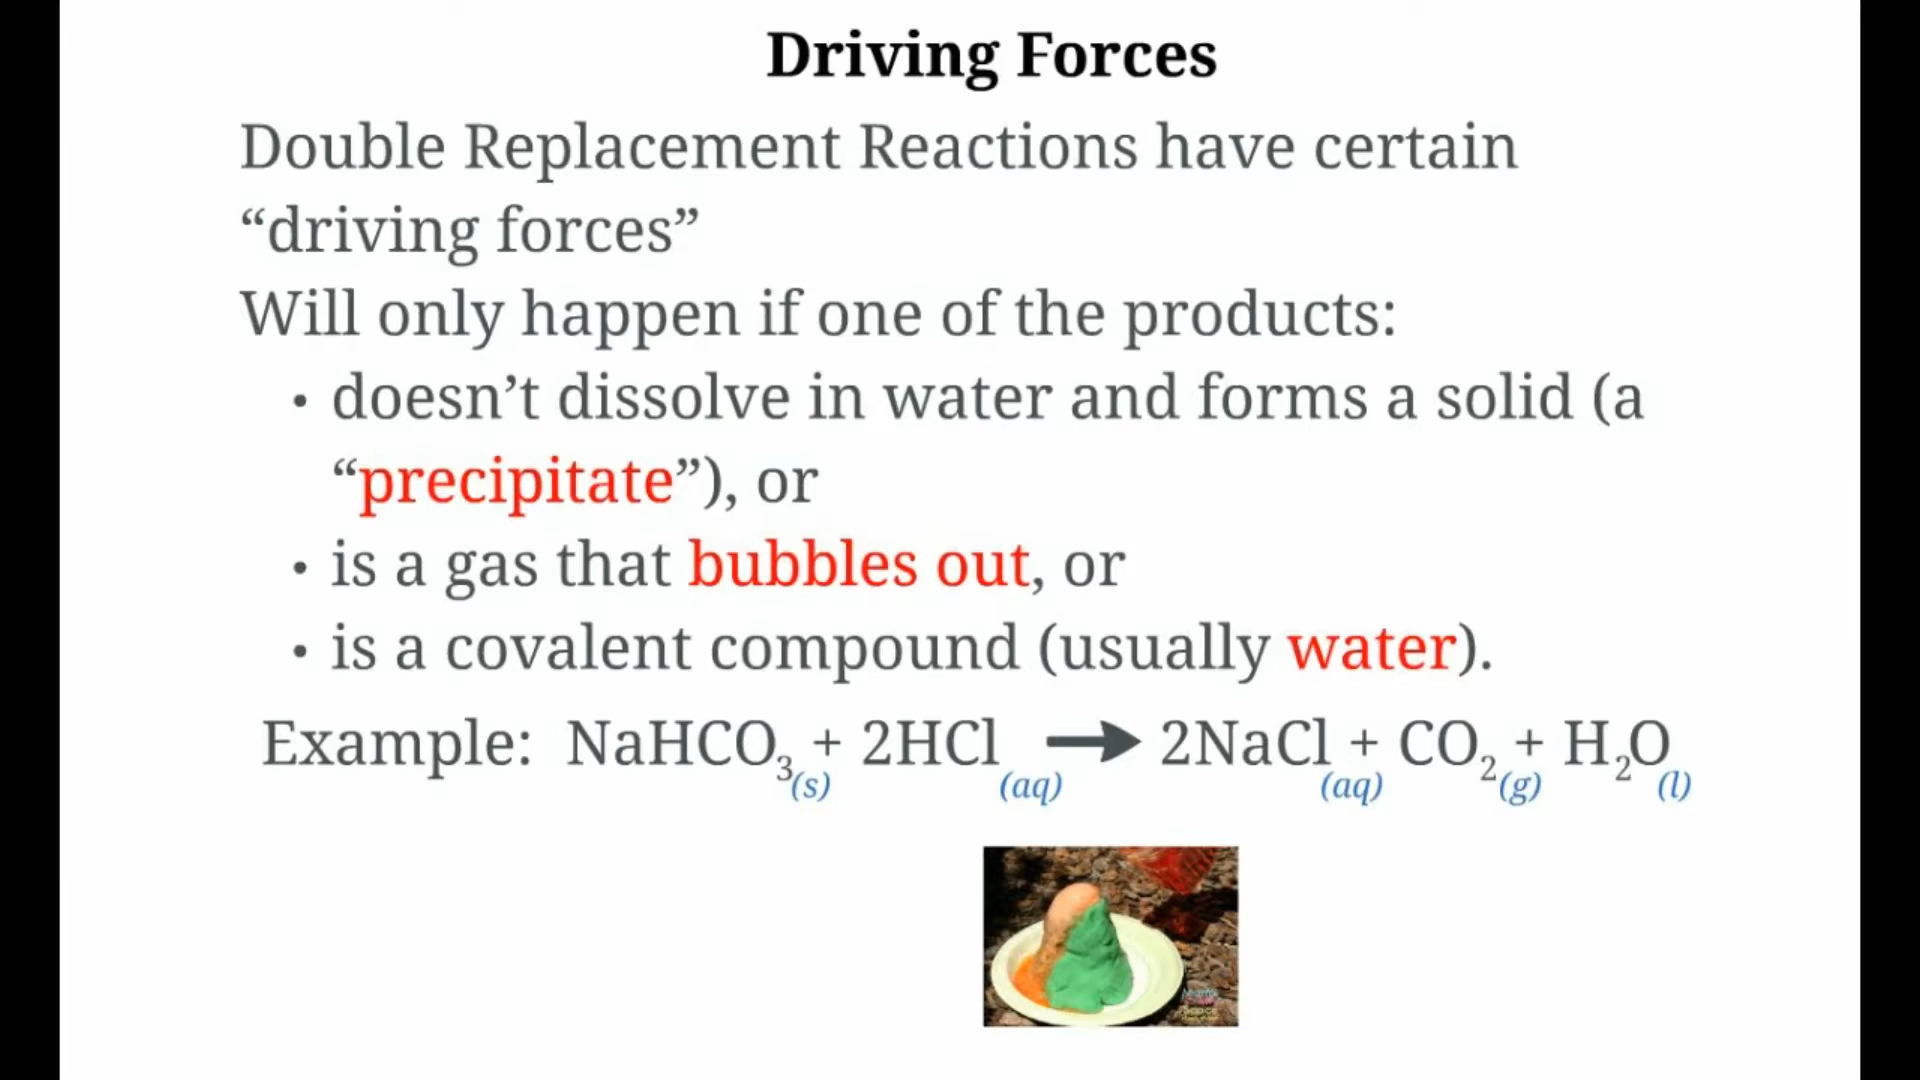 Driving Forces
Double Replacement Reactions have certain
“driving forces”
Will only happen if one of the products:
• doesn’t dissolve in water and forms a solid (a
“precipitate”), or
• is a gas that bubbles out, or
• is a covalent compound (usually water).
Example: NaHCO₃(s) + 2HCl(aq) → 2NaCl(aq) + CO₂(g) + H₂O(l)